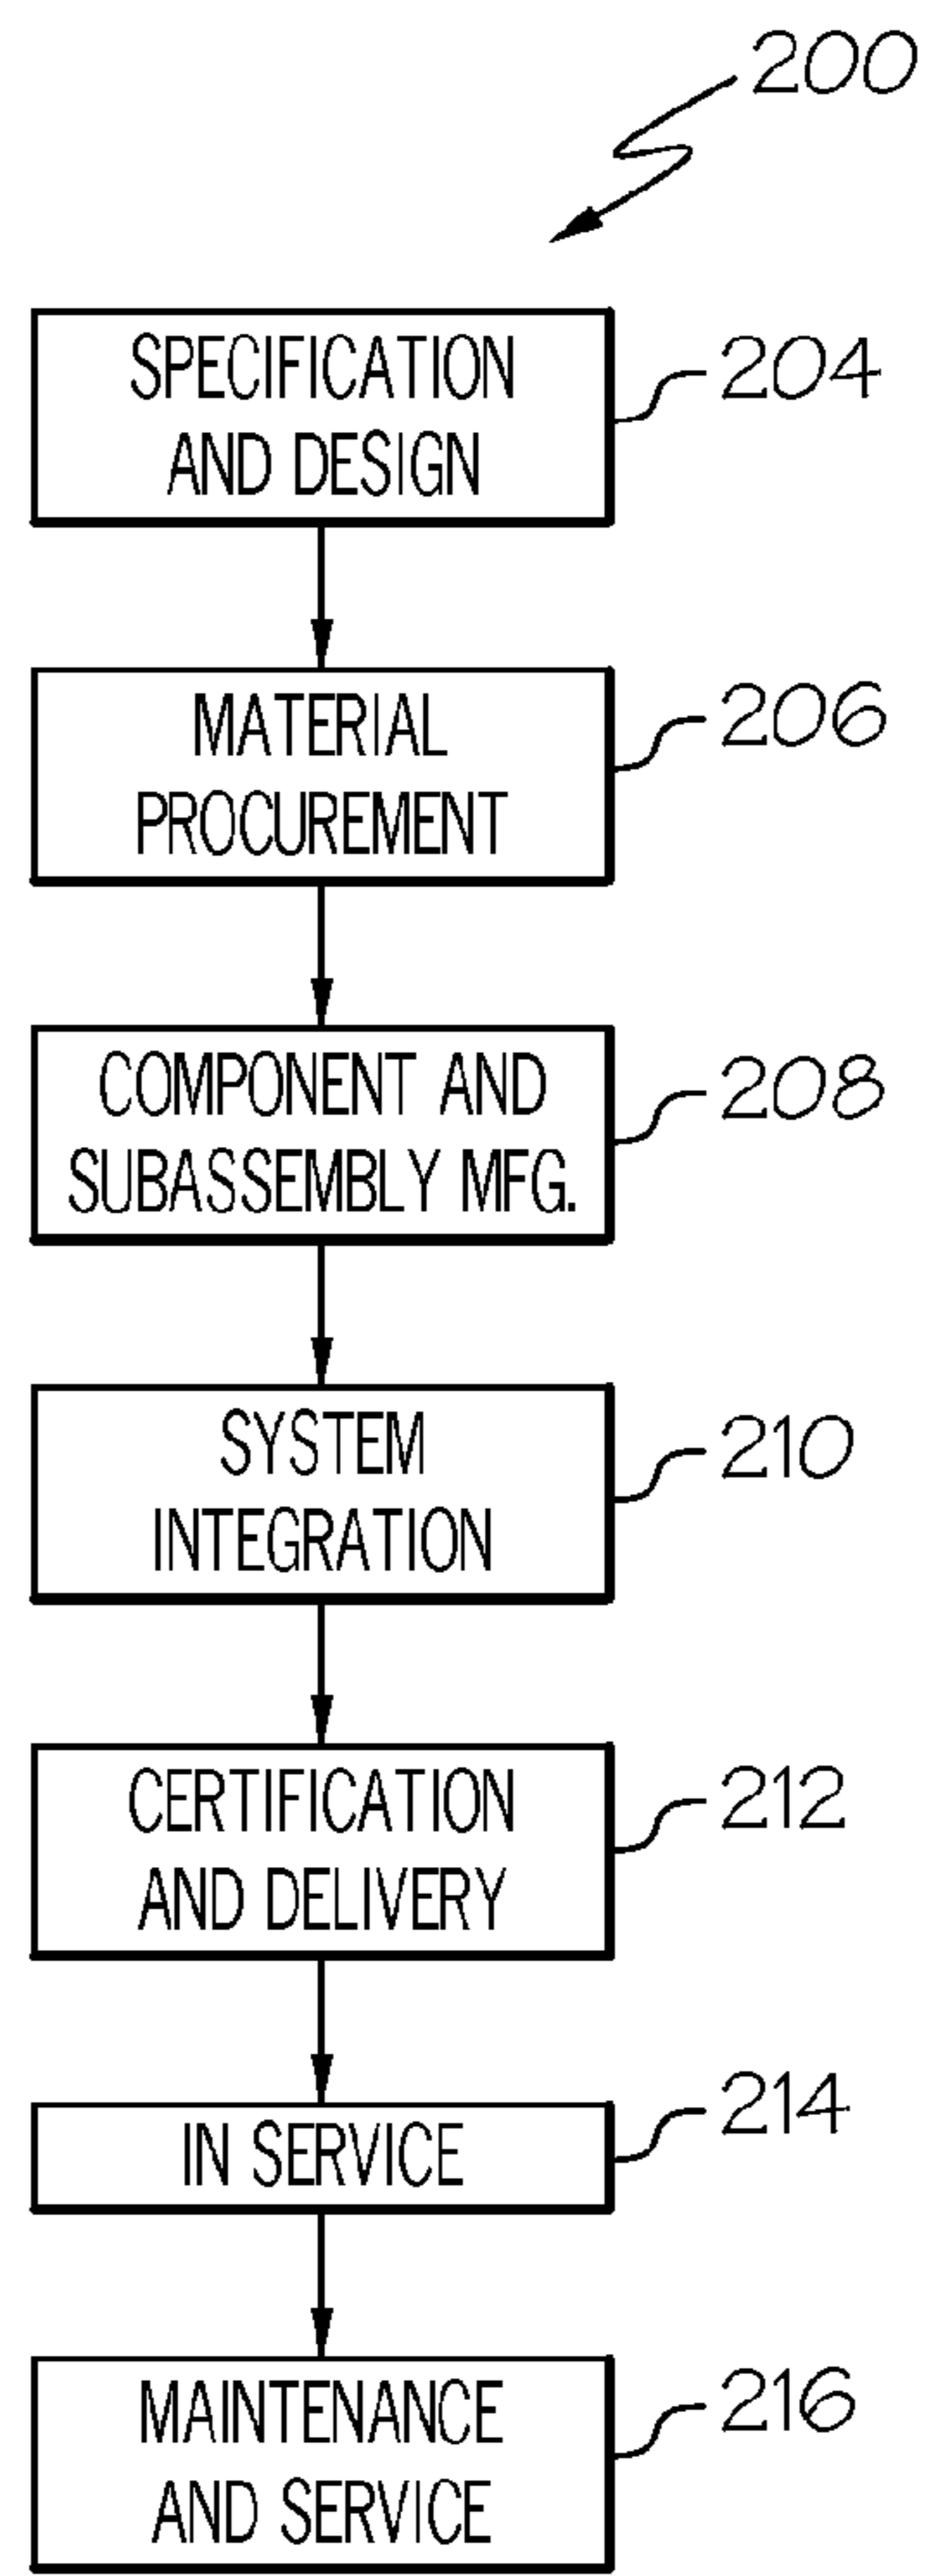 200
SPECIFICATION
AND DESIGN
204
MATERIAL
PROCUREMENT
206
COMPONENT AND
SUBASSEMBLY MFG.
208
SYSTEM
INTEGRATION
210
CERTIFICATION
AND DELIVERY
212
IN SERVICE
214
MAINTENANCE
AND SERVICE
216